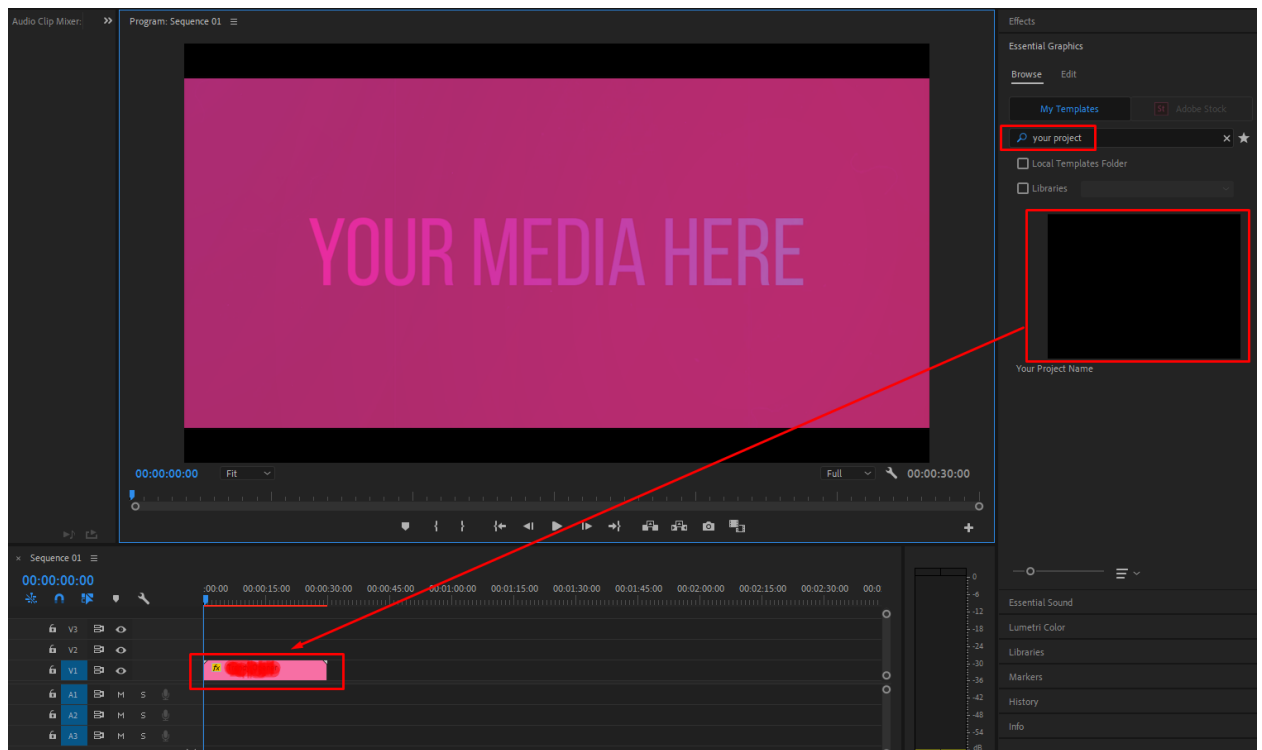 Audio Clip Mixer:
Program: Sequence 01
YOUR MEDIA HERE
00:00:00:00
Fit
Full
00:00:30:00
Effects
Essential Graphics
Browse Edit
My Templates St Adobe Stock
your project
Local Templates Folder
Libraries
Your Project Name
Sequence 01
00:00:00:00
:00:00 00:00:15:00 00:00:30:00 00:00:45:00 00:01:00:00 00:01:15:00 00:01:30:00 00:01:45:00 00:02:00:00 00:02:15:00 00:02:30:00 00:0
V3
V2
V1 fx
A1 M S
A2 M S
A3 M S
0
-6
-12
-18
-24
-30
-36
-42
-48
-54
dB
Essential Sound
Lumetri Color
Libraries
Markers
History
Info